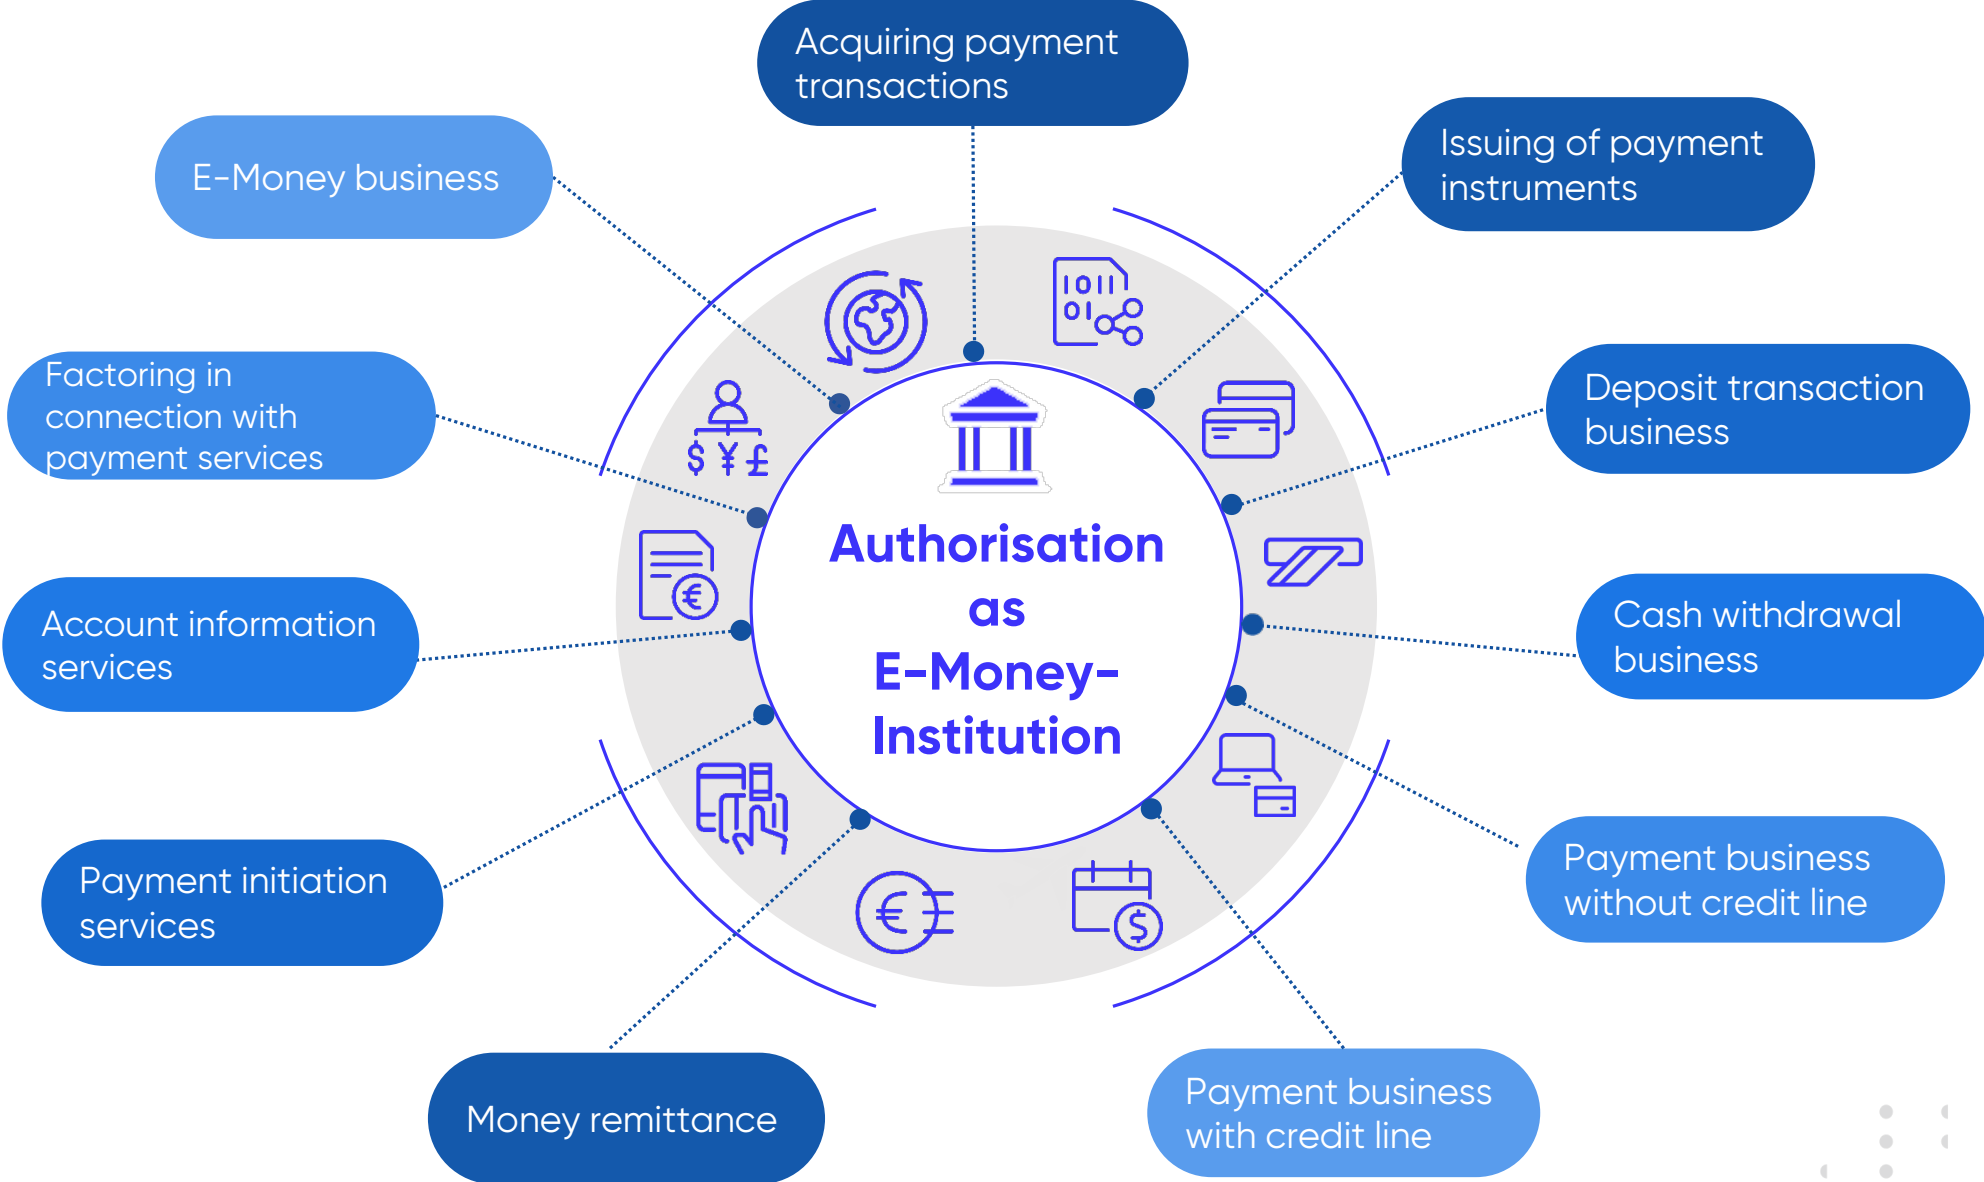 Acquiring payment
transactions
Issuing of payment
instruments
E-Money business
Deposit transaction
business
Factoring in
connection with
payment services
Authorisation
as
E-Money-
Institution
Cash withdrawal
business
Account information
services
Payment business
without credit line
Payment initiation
services
Payment business
with credit line
Money remittance
1011
01
$ ¥ £
€
€
$